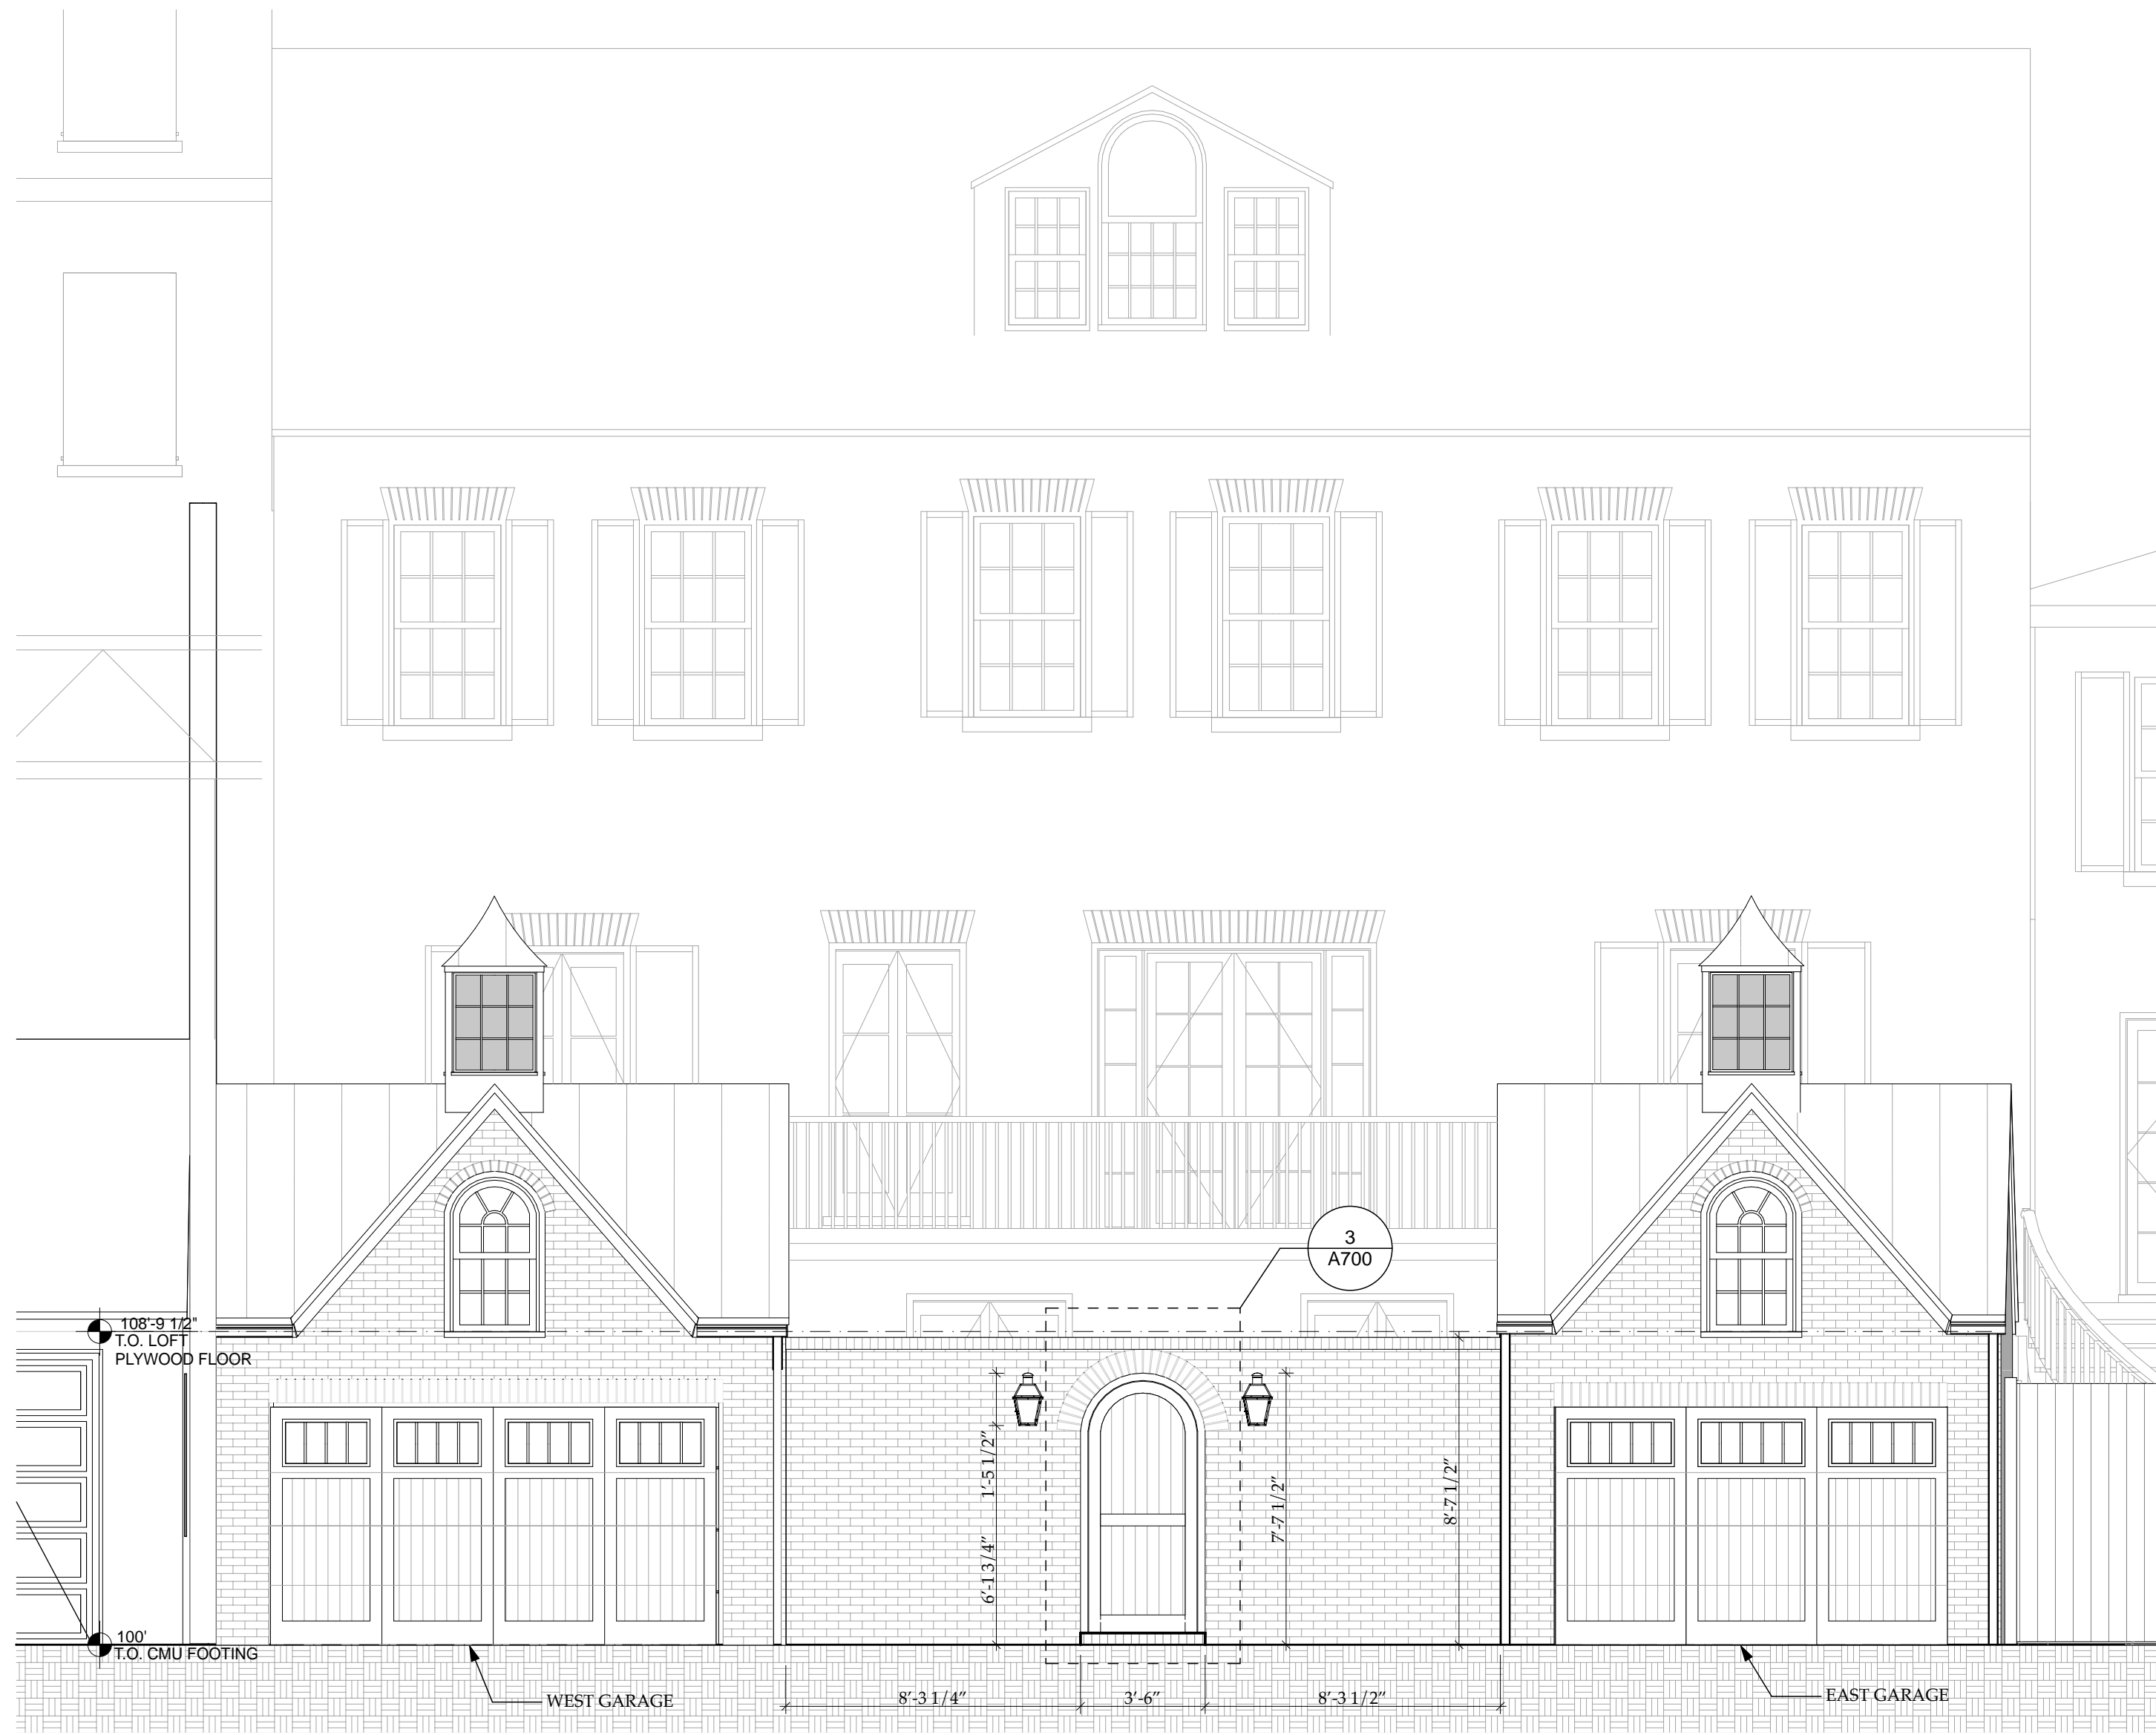 3
A700
108'-9 1/2"
T.O. LOFT
PLYWOOD FLOOR
1'-5 1/2"
6'-1 3/4"
7'-7 1/2"
8'-7 1/2"
100'
T.O. CMU FOOTING
WEST GARAGE
8'-3 1/4"
3'-6"
8'-3 1/2"
EAST GARAGE